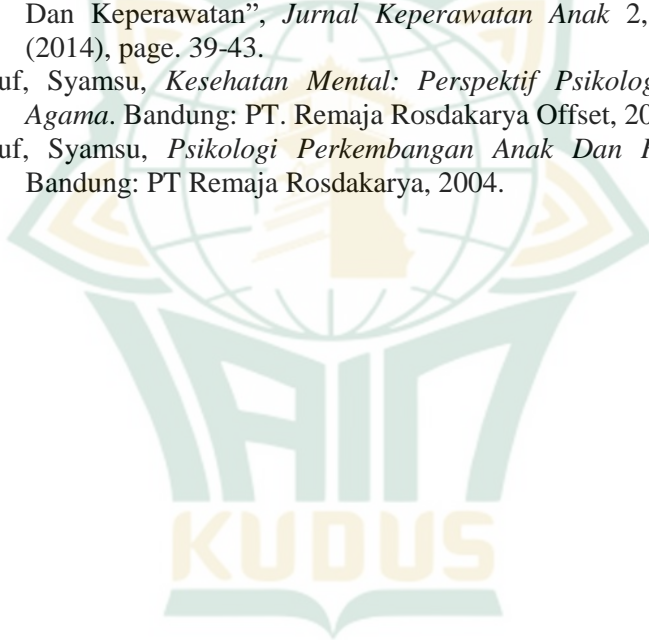 Dan Keperawatan”, Jurnal Keperawatan Anak 2,
(2014), page. 39-43.
uf, Syamsu, Kesehatan Mental: Perspektif Psikolog
Agama. Bandung: PT. Remaja Rosdakarya Offset, 20
uf, Syamsu, Psikologi Perkembangan Anak Dan
Bandung: PT Remaja Rosdakarya, 2004.
IAIN
KUDUS